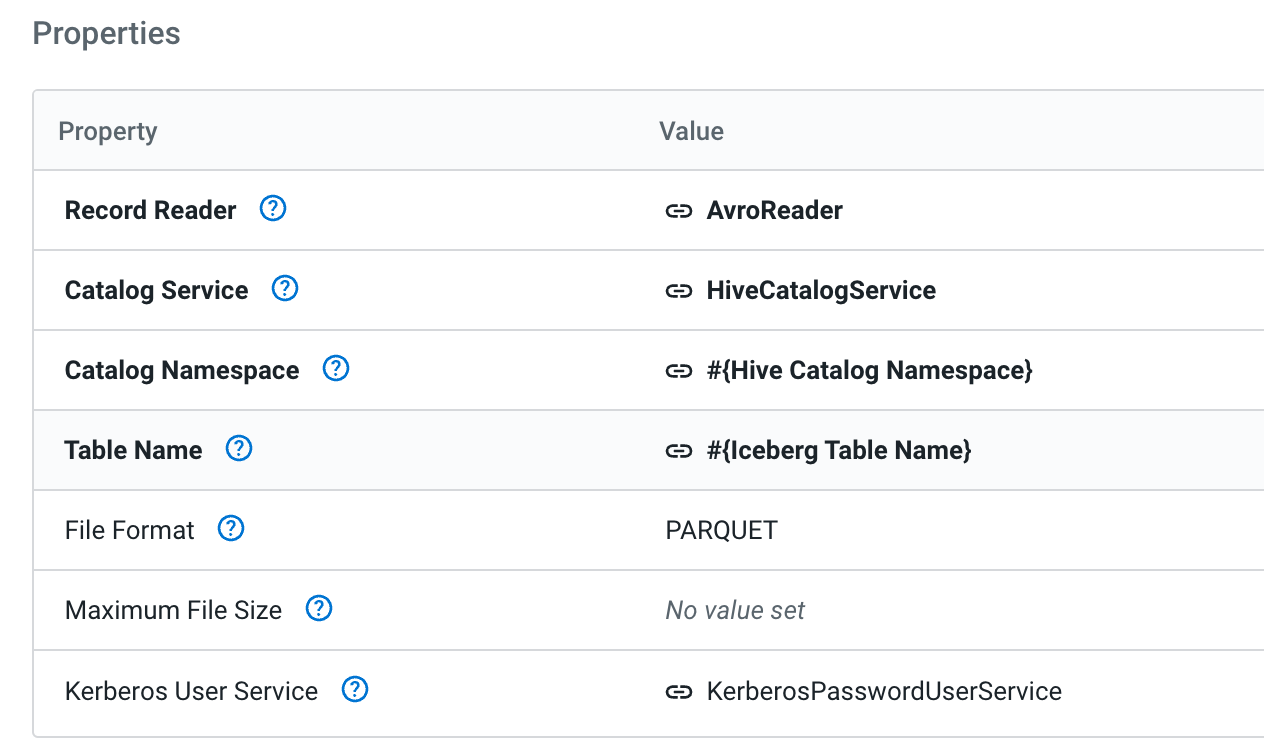 Properties
Property Value
Record Reader ? AvroReader
Catalog Service ? HiveCatalogService
Catalog Namespace ? #{Hive Catalog Namespace}
Table Name ? #{Iceberg Table Name}
File Format ? PARQUET
Maximum File Size ? No value set
Kerberos User Service ? KerberosPasswordUserService